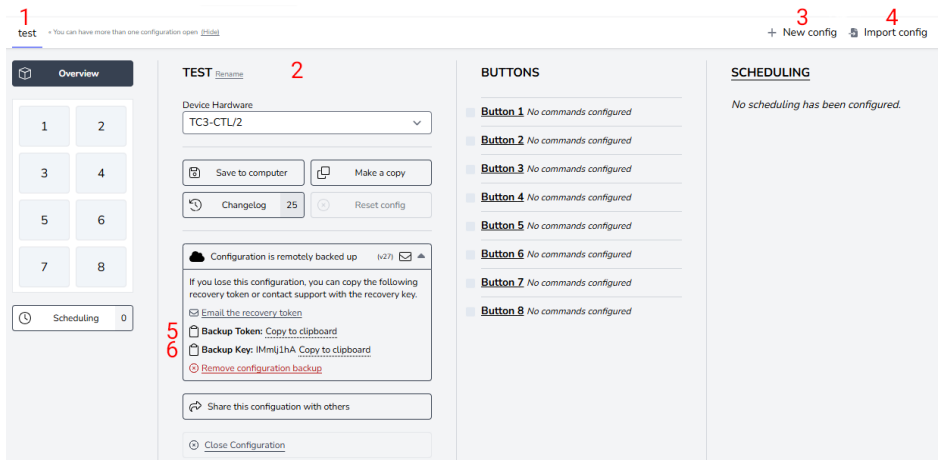 1
test
« You can have more than one configuration open (Hide)
3
+ New config
4
Import config
Overview
1 2
3 4
5 6
7 8
Scheduling 0
TEST Rename
2
Device Hardware
TC3-CTL/2
Save to computer
Make a copy
Changelog 25
Reset config
Configuration is remotely backed up (v27)
If you lose this configuration, you can copy the following
recovery token or contact support with the recovery key.
Email the recovery token
5
Backup Token: Copy to clipboard
6
Backup Key: IMmlj1hA Copy to clipboard
Remove configuration backup
Share this configuation with others
Close Configuration
BUTTONS
Button 1 No commands configured
Button 2 No commands configured
Button 3 No commands configured
Button 4 No commands configured
Button 5 No commands configured
Button 6 No commands configured
Button 7 No commands configured
Button 8 No commands configured
SCHEDULING
No scheduling has been configured.